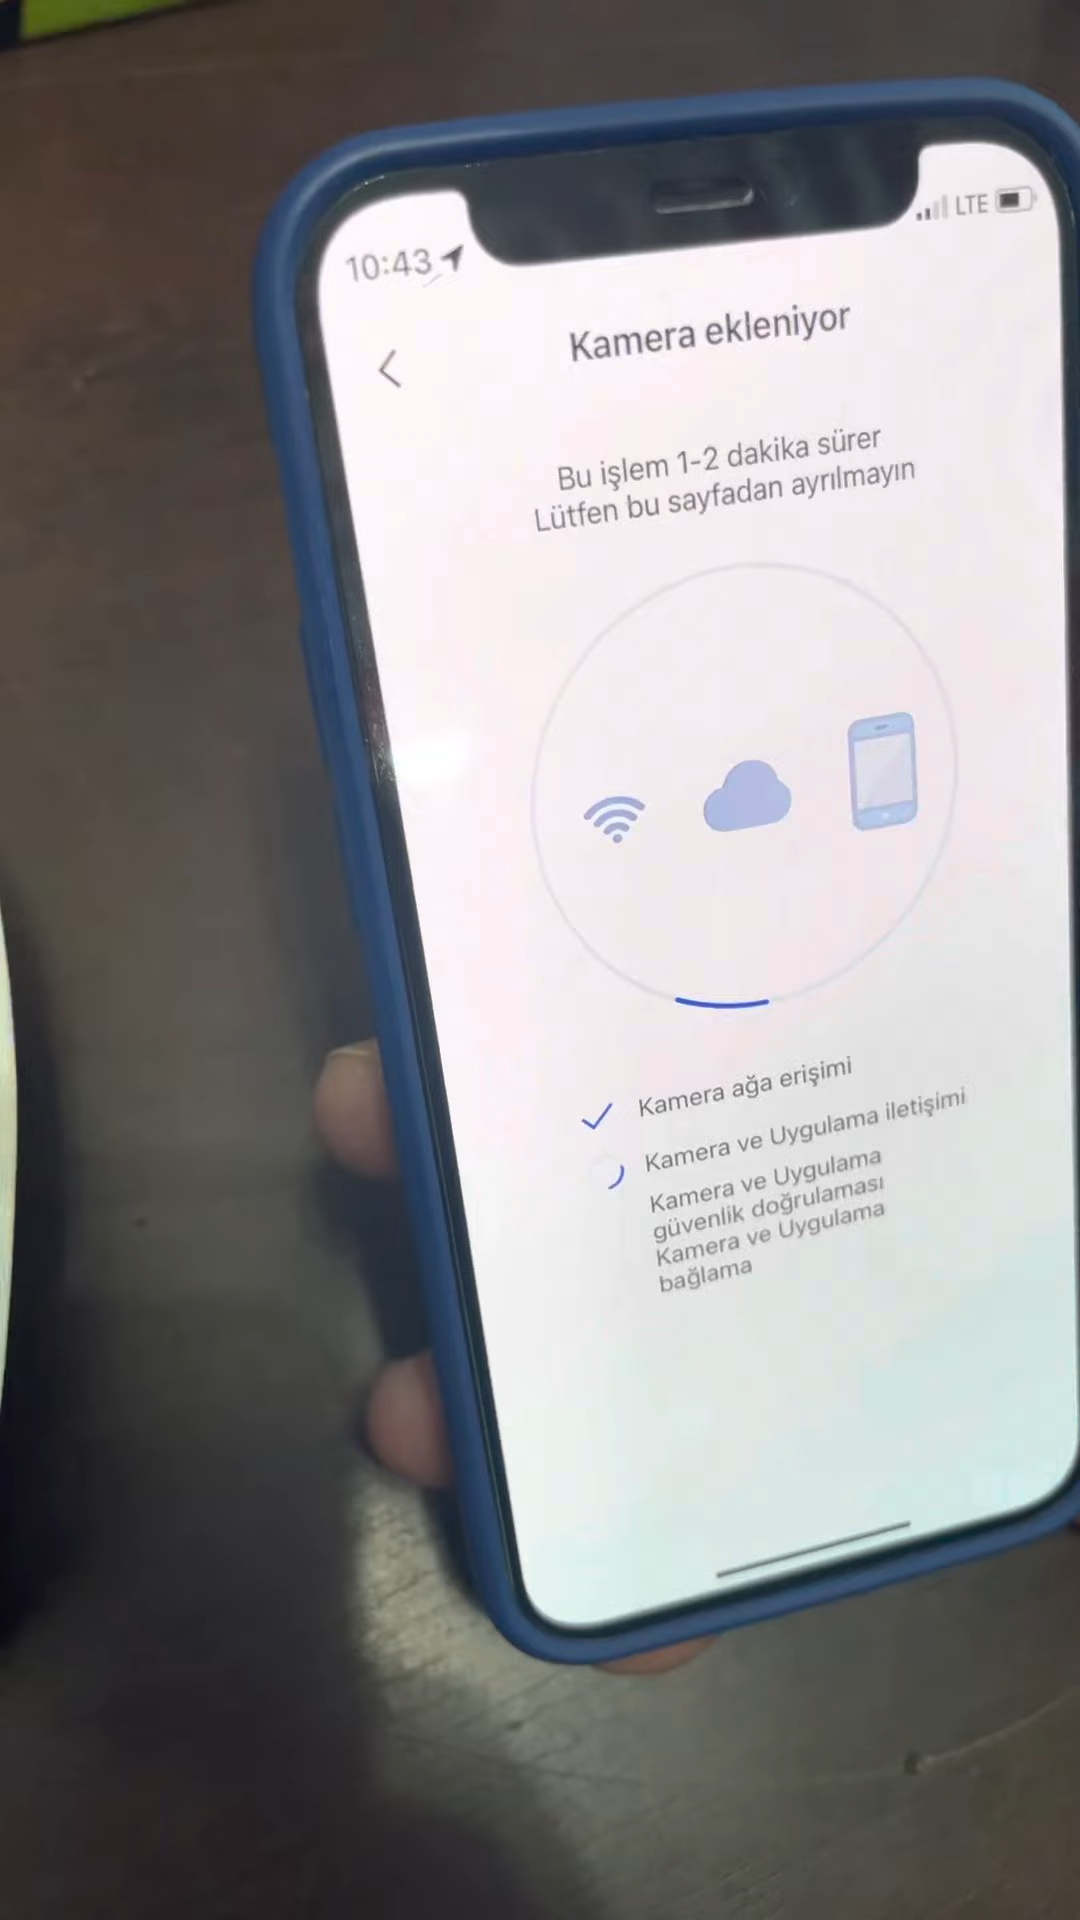 10:43
LTE
Kamera ekleniyor
Bu işlem 1-2 dakika sürer
Lütfen bu sayfadan ayrılmayın
Kamera ağa erişimi
Kamera ve Uygulama iletişimi
Kamera ve Uygulama
güvenlik doğrulaması
Kamera ve Uygulama
bağlama